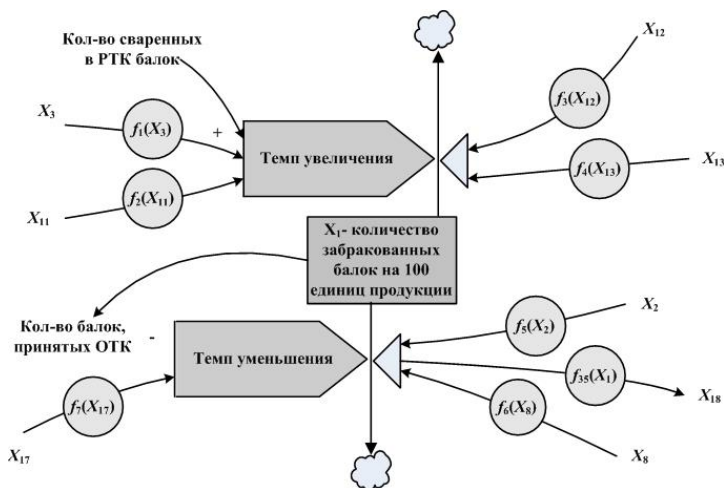 Кол-во сваренных
в РТК балок
X12
X3
f1(X3)
+
f3(X12)
Темп увеличения
f4(X13)
X13
f2(X11)
X11
X1- количество
забракованных
балок на 100
единиц продукции
Кол-во балок,
принятых ОТК
-
X2
f5(X2)
Темп уменьшения
f35(X1)
X18
f7(X17)
f6(X8)
X17
X8